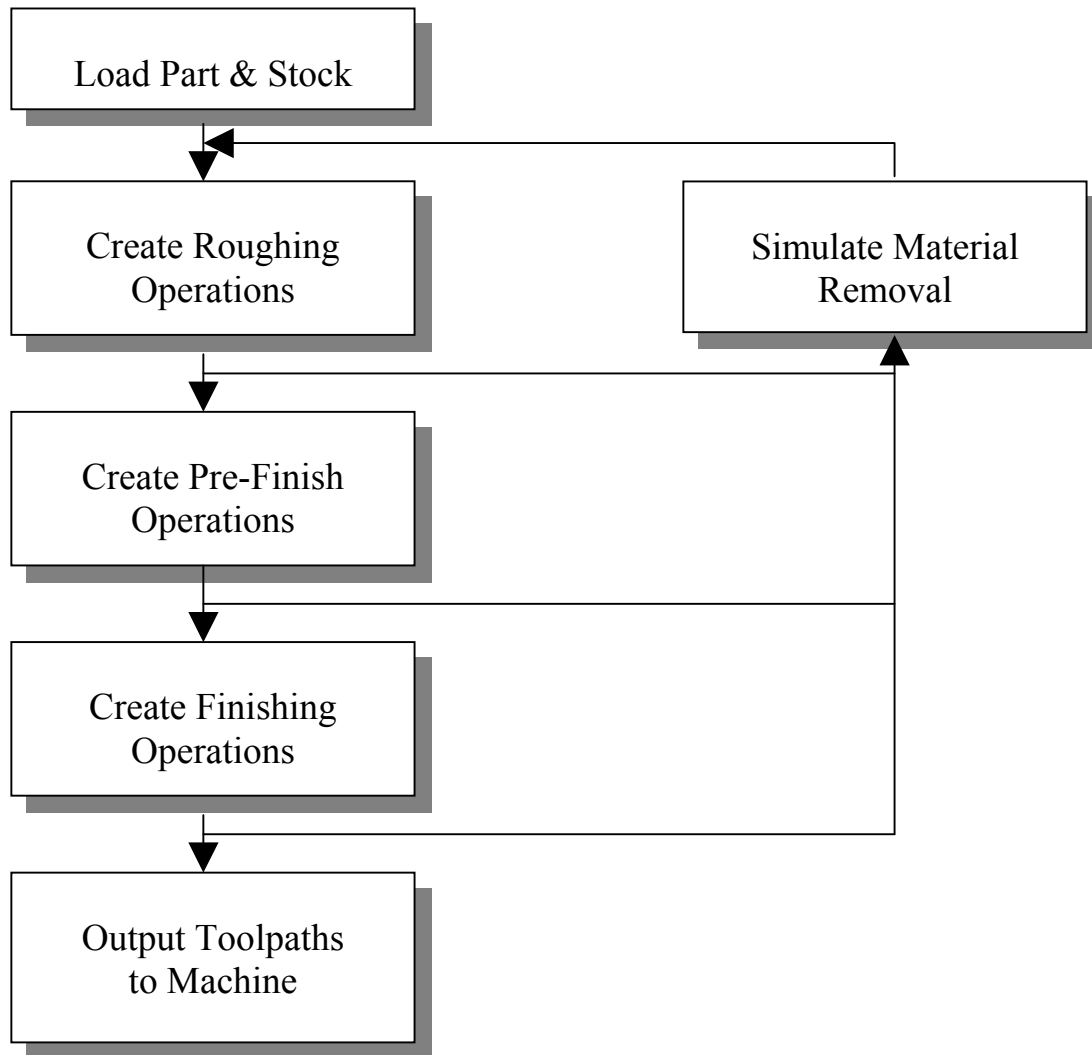 Load Part & Stock
Create Roughing
Operations
Simulate Material
Removal
Create Pre-Finish
Operations
Create Finishing
Operations
Output Toolpaths
to Machine